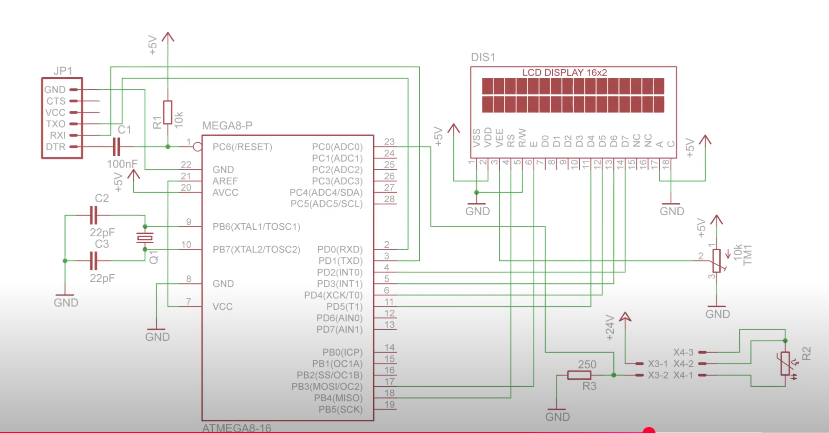 DIS1
LCD DISPLAY 16x2
+5V
JP1
GND
CTS
VCC
TXO
RXI
DTR
C1
100nF
R1
10k
MEGA8-P
1 PC6(/RESET)
22 GND
21 AREF
20 AVCC
9 PB6(XTAL1/TOSC1)
10 PB7(XTAL2/TOSC2)
8 GND
7 VCC
PC0(ADC0) 23
PC1(ADC1) 24
PC2(ADC2) 25
PC3(ADC3) 26
PC4(ADC4/SDA) 27
PC5(ADC5/SCL) 28
PD0(RXD) 2
PD1(TXD) 3
PD2(INT0) 4
PD3(INT1) 5
PD4(XCK/T0) 6
PD5(T1) 11
PD6(AIN0) 12
PD7(AIN1) 13
PB0(ICP) 14
PB1(OC1A) 15
PB2(SS/OC1B) 16
PB3(MOSI/OC2) 17
PB4(MISO) 18
PB5(SCK) 19
ATMEGA8-16
+5V
C2
22pF
C3
22pF
Q1
GND
GND
+5V
VSS
VDD
VEE
RS
R/W
E
D0
D1
D2
D3
D4
D5
D6
D7
NC
NC
A
C
1 2 3 4 5 6 7 8 9 10 11 12 13 14 15 16 17 18
+5V
GND
GND
+5V
1
2
3
10k
TM1
GND
+24V
250
R3
GND
X3-1
X3-2
X4-3
X4-2
X4-1
R2